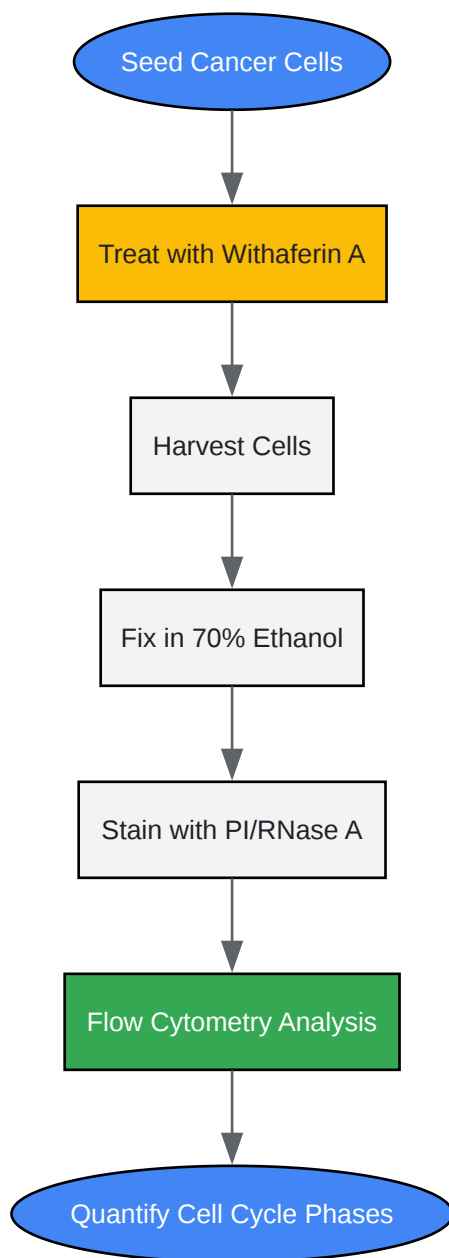 Seed Cancer Cells
Treat with Withaferin A
Harvest Cells
Fix in 70% Ethanol
Stain with PI/RNase A
Flow Cytometry Analysis
Quantify Cell Cycle Phases